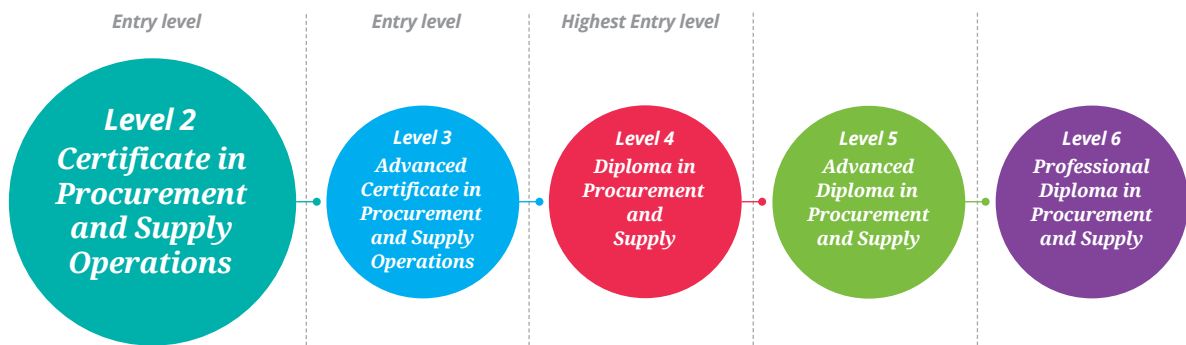 Entry level
Entry level
Highest Entry level
Level 2
Certificate in
Procurement
and Supply
Operations
Level 3
Advanced
Certificate in
Procurement
and Supply
Operations
Level 4
Diploma in
Procurement
and
Supply
Level 5
Advanced
Diploma in
Procurement
and Supply
Level 6
Professional
Diploma in
Procurement
and Supply